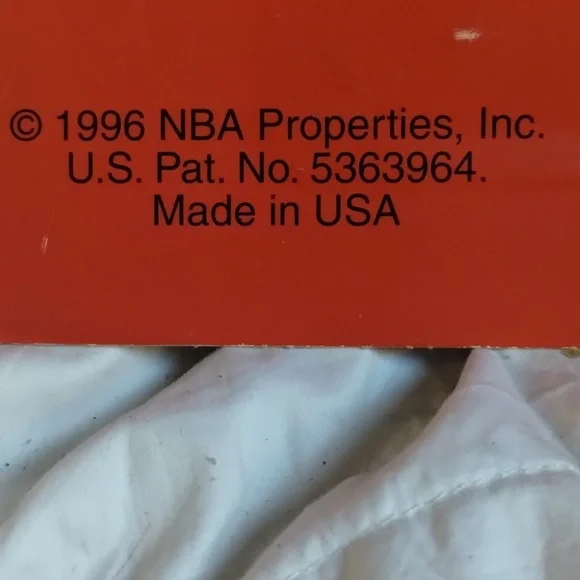 © 1996 NBA Properties, Inc.
U.S. Pat. No. 5363964.
Made in USA